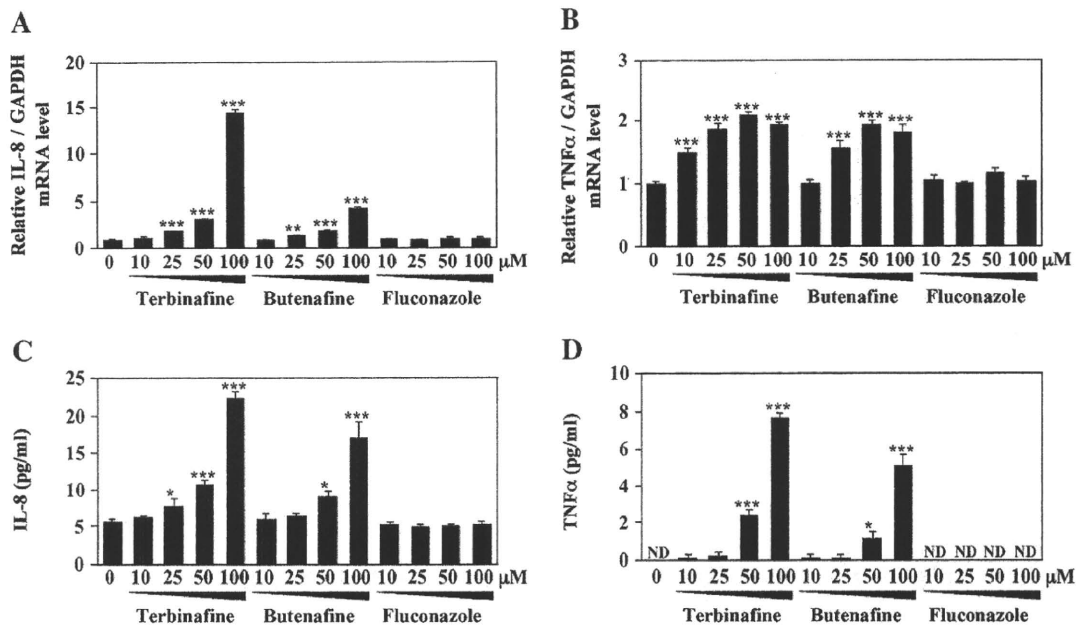 A
Relative IL-8 / GAPDH
mRNA level
20
15
10
5
0
*** *** *** ** *** ***
0 10 25 50 100 10 25 50 100 10 25 50 100 μM
Terbinafine Butenafine Fluconazole
B
Relative TNFα / GAPDH
mRNA level
3
2
1
0
*** *** *** *** *** *** ***
0 10 25 50 100 10 25 50 100 10 25 50 100 μM
Terbinafine Butenafine Fluconazole
C
IL-8 (pg/ml)
25
20
15
10
5
0
* *** *** * ***
0 10 25 50 100 10 25 50 100 10 25 50 100 μM
Terbinafine Butenafine Fluconazole
D
TNFα (pg/ml)
10
8
6
4
2
0
ND *** *** * *** ND ND ND ND
0 10 25 50 100 10 25 50 100 10 25 50 100 μM
Terbinafine Butenafine Fluconazole